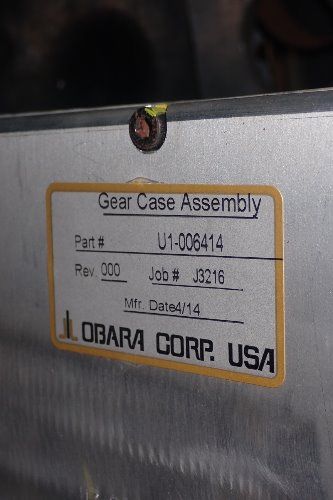 Gear Case Assembly
Part # U1-006414
Rev. 000 Job # J3216
Mfr. Date4/14
OBARA CORP. USA